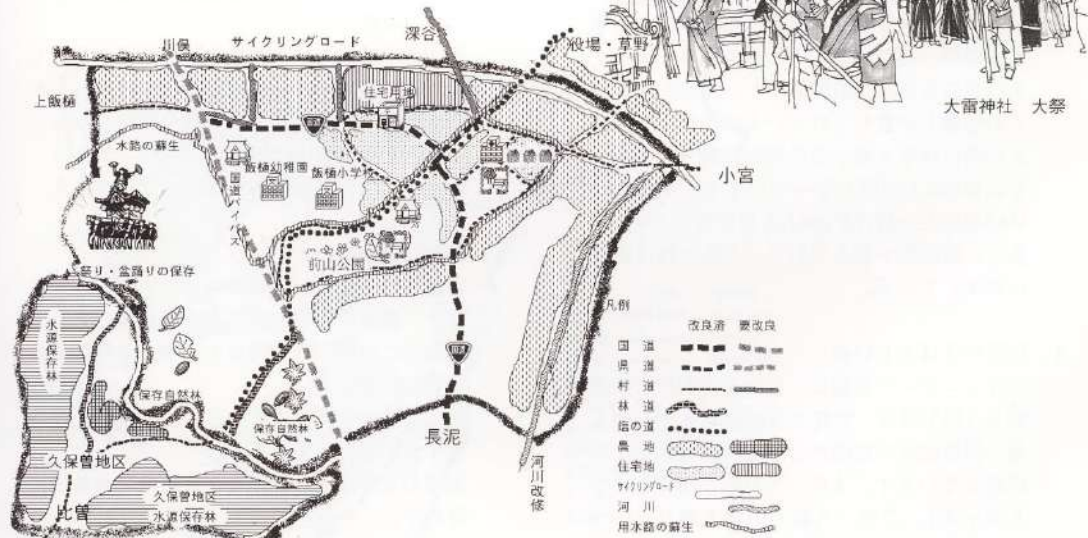 大雷神社 大祭
川俣
サイクリングロード
深谷
役場・草野
上飯樋
住宅用地
水路の蘇生
飯樋幼稚園
飯樋小学校
国道バイパス
小宮
前山公園
祭り・盆踊りの保存
水道保存林
保存自然林
保存自然林
長泥
河川改修
久保曽地区
比曽
久保曽地区
水道保存林
凡例
改良済 要改良
国道
県道
村道
林道
塩の道
農地
住宅地
サイクリングロード
河川
用水路の蘇生